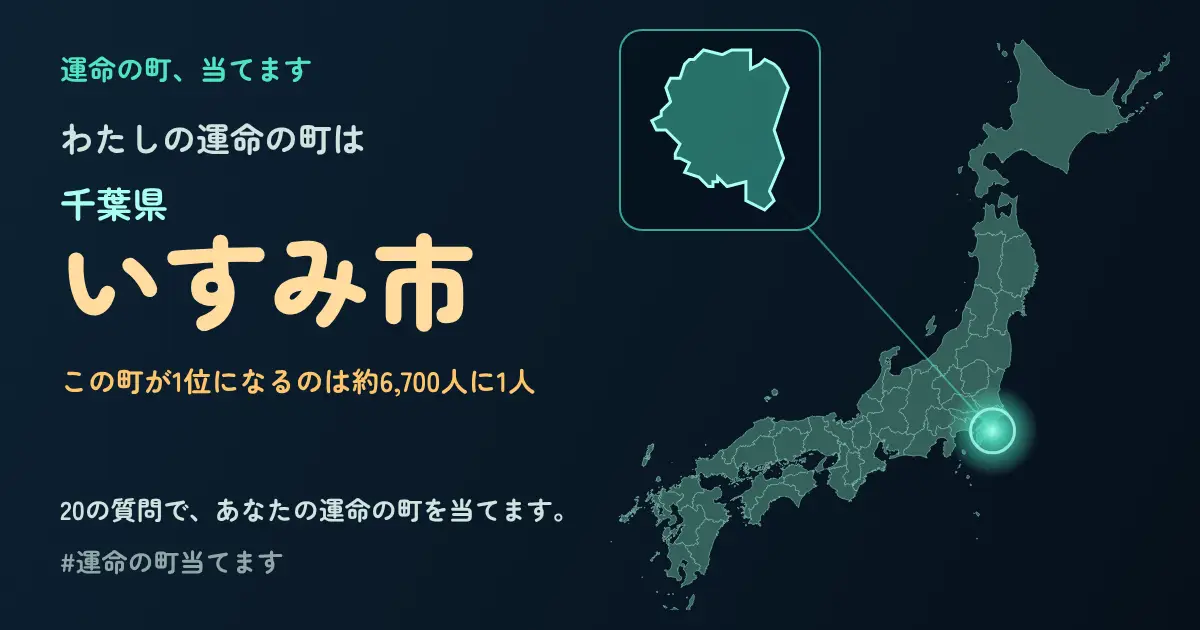 運命の町、当てます
わたしの運命の町は
千葉県
いすみ市
この町が1位になるのは約6,700人に1人
20の質問で、あなたの運命の町を当てます。
#運命の町当てます